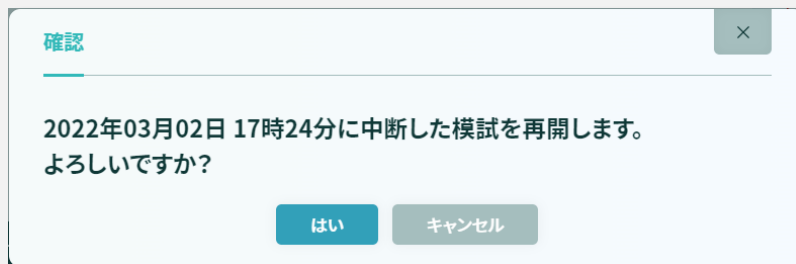 確認
×
2022年03月02日 17時24分に中断した模試を再開します。
よろしいですか？
はい
キャンセル